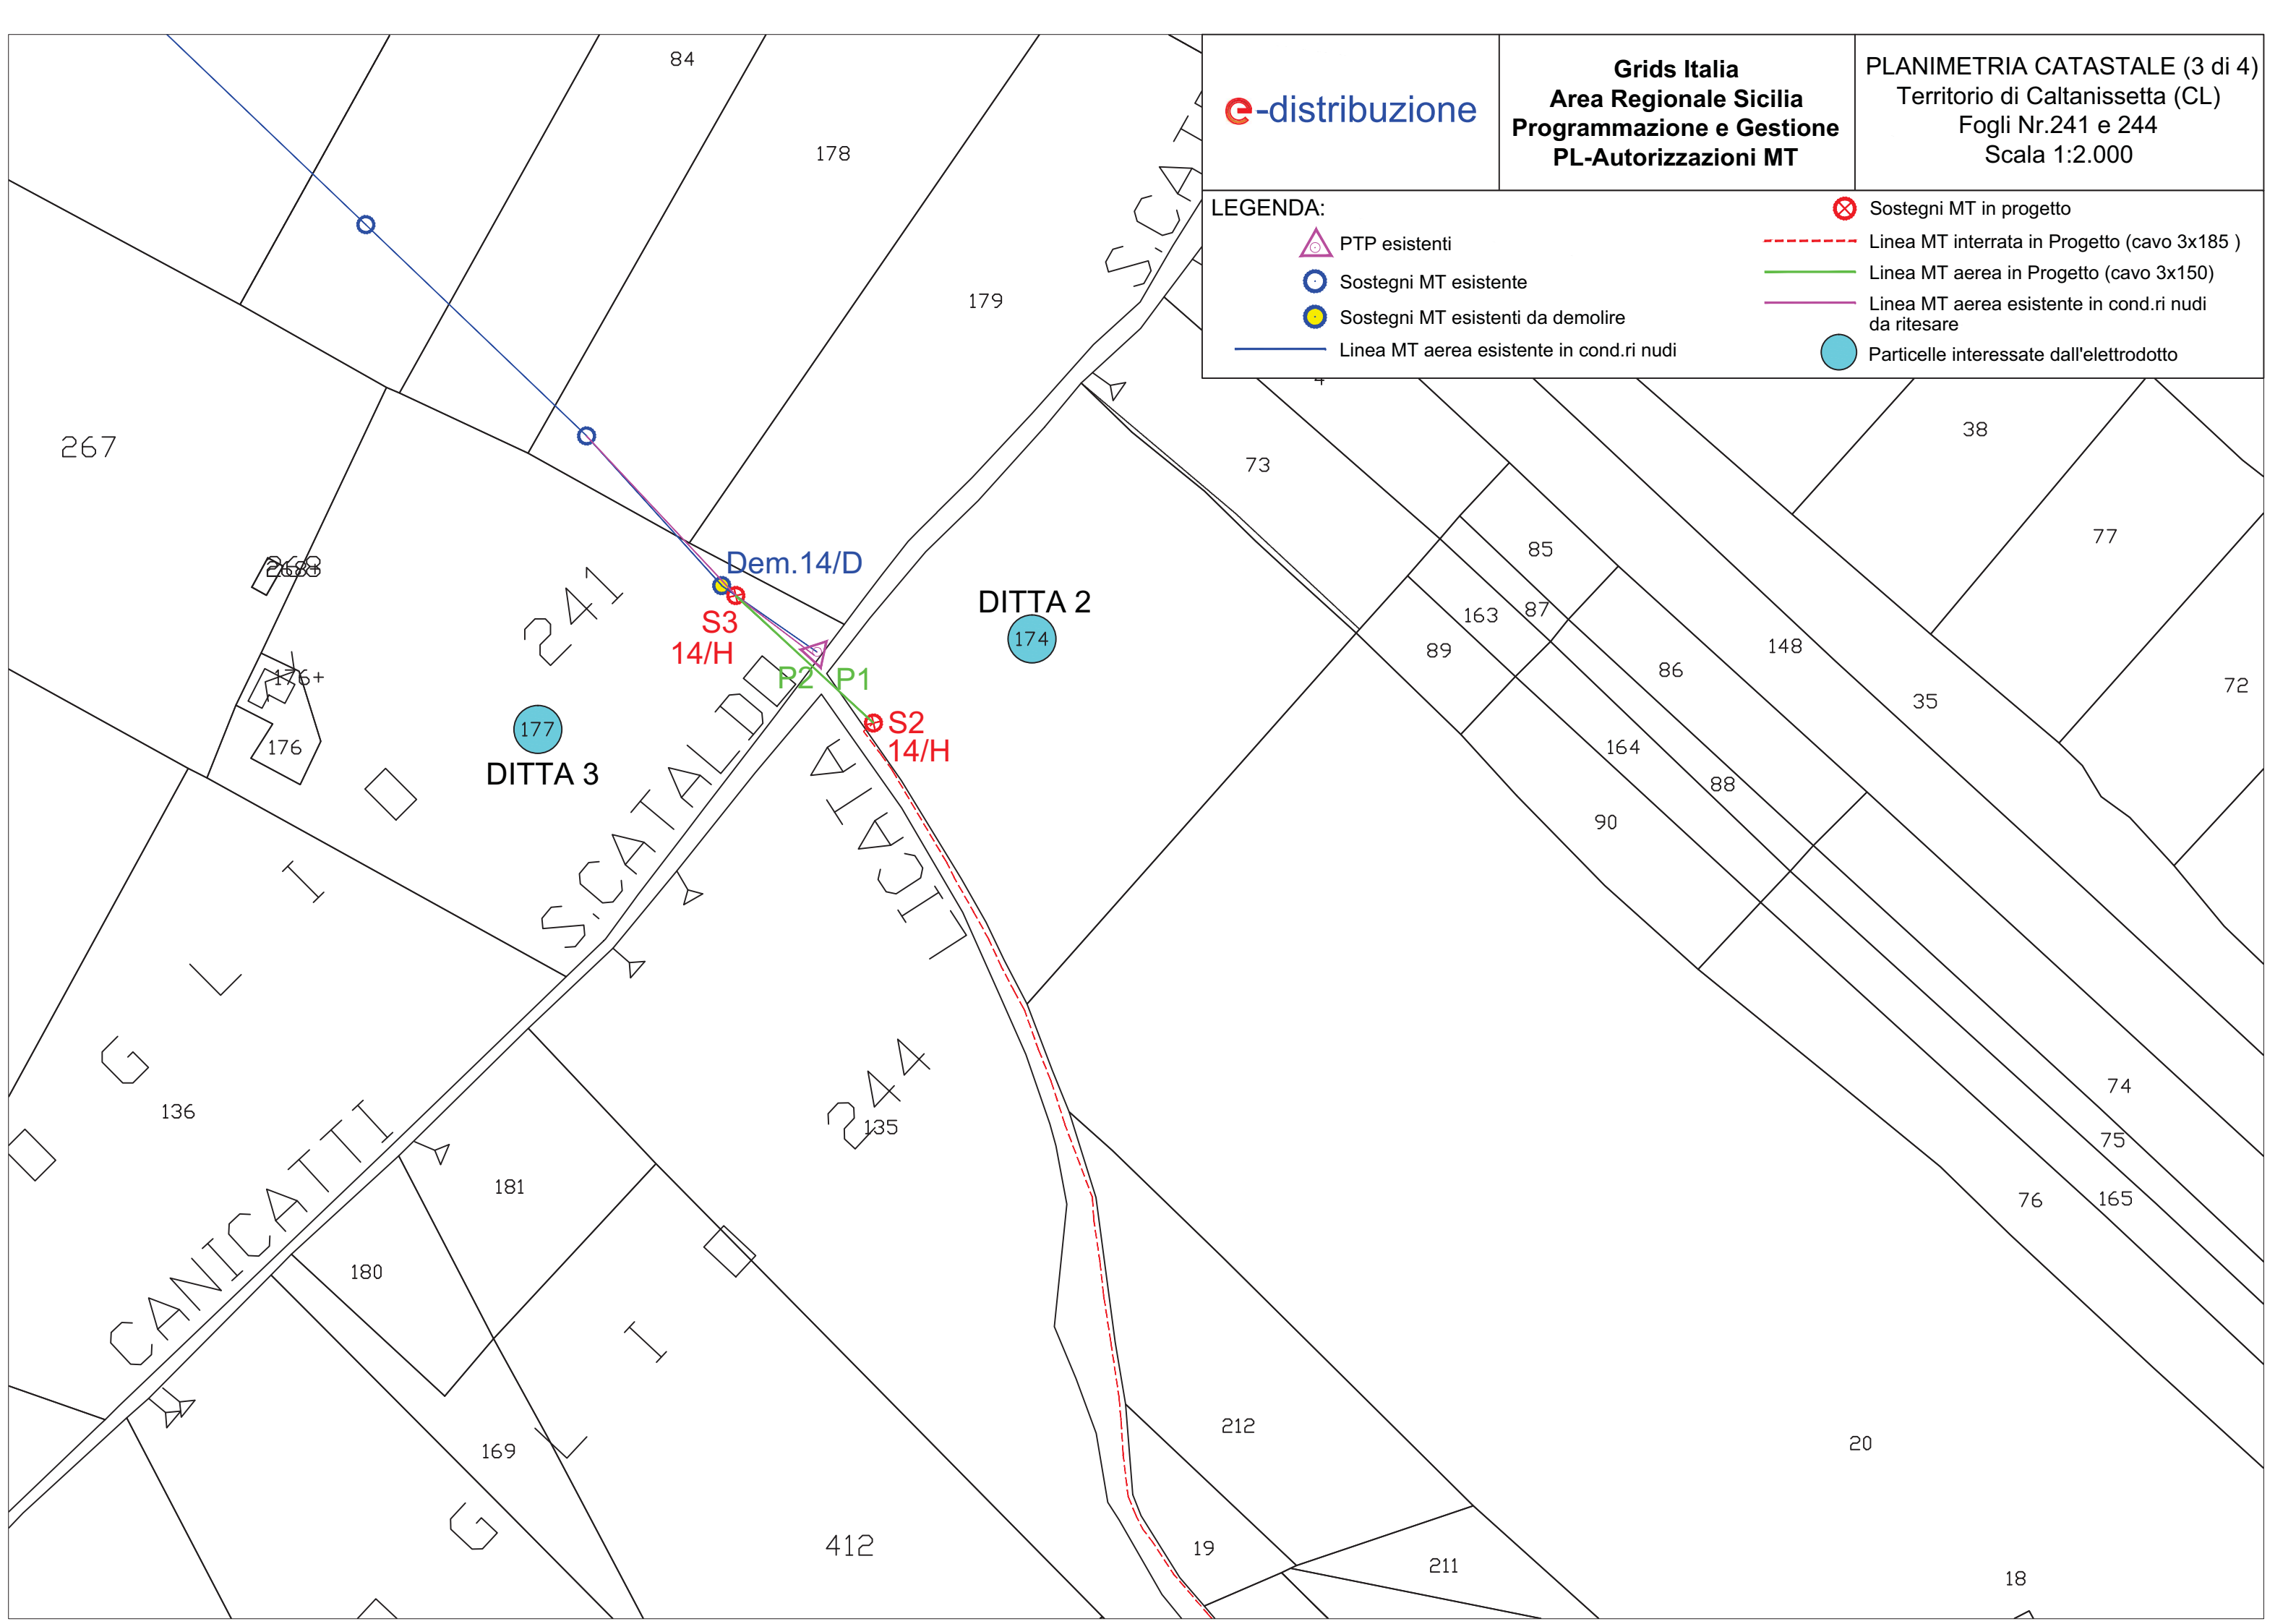 e-distribuzione
Grids Italia
Area Regionale Sicilia
Programmazione e Gestione
PL-Autorizzazioni MT
PLANIMETRIA CATASTALE (3 di 4)
Territorio di Caltanissetta (CL)
Fogli Nr.241 e 244
Scala 1:2.000
LEGENDA:
PTP esistenti
Sostegni MT esistente
Sostegni MT esistenti da demolire
Linea MT aerea esistente in cond.ri nudi
Sostegni MT in progetto
Linea MT interrata in Progetto (cavo 3x185 )
Linea MT aerea in Progetto (cavo 3x150)
Linea MT aerea esistente in cond.ri nudi
da ritesare
Particelle interessate dall'elettrodotto
84
178
179
267
38
73
77
85
87
163
89
86
148
35
72
164
88
90
Dem.14/D
S3
14/H
241
DITTA 2
174
P2
P1
S2
14/H
176+
176
177
DITTA 3
S.CATALD
LICATA
244
135
136
CANICATTI
181
180
169
412
G L I
I L G
74
75
165
76
212
20
19
211
18